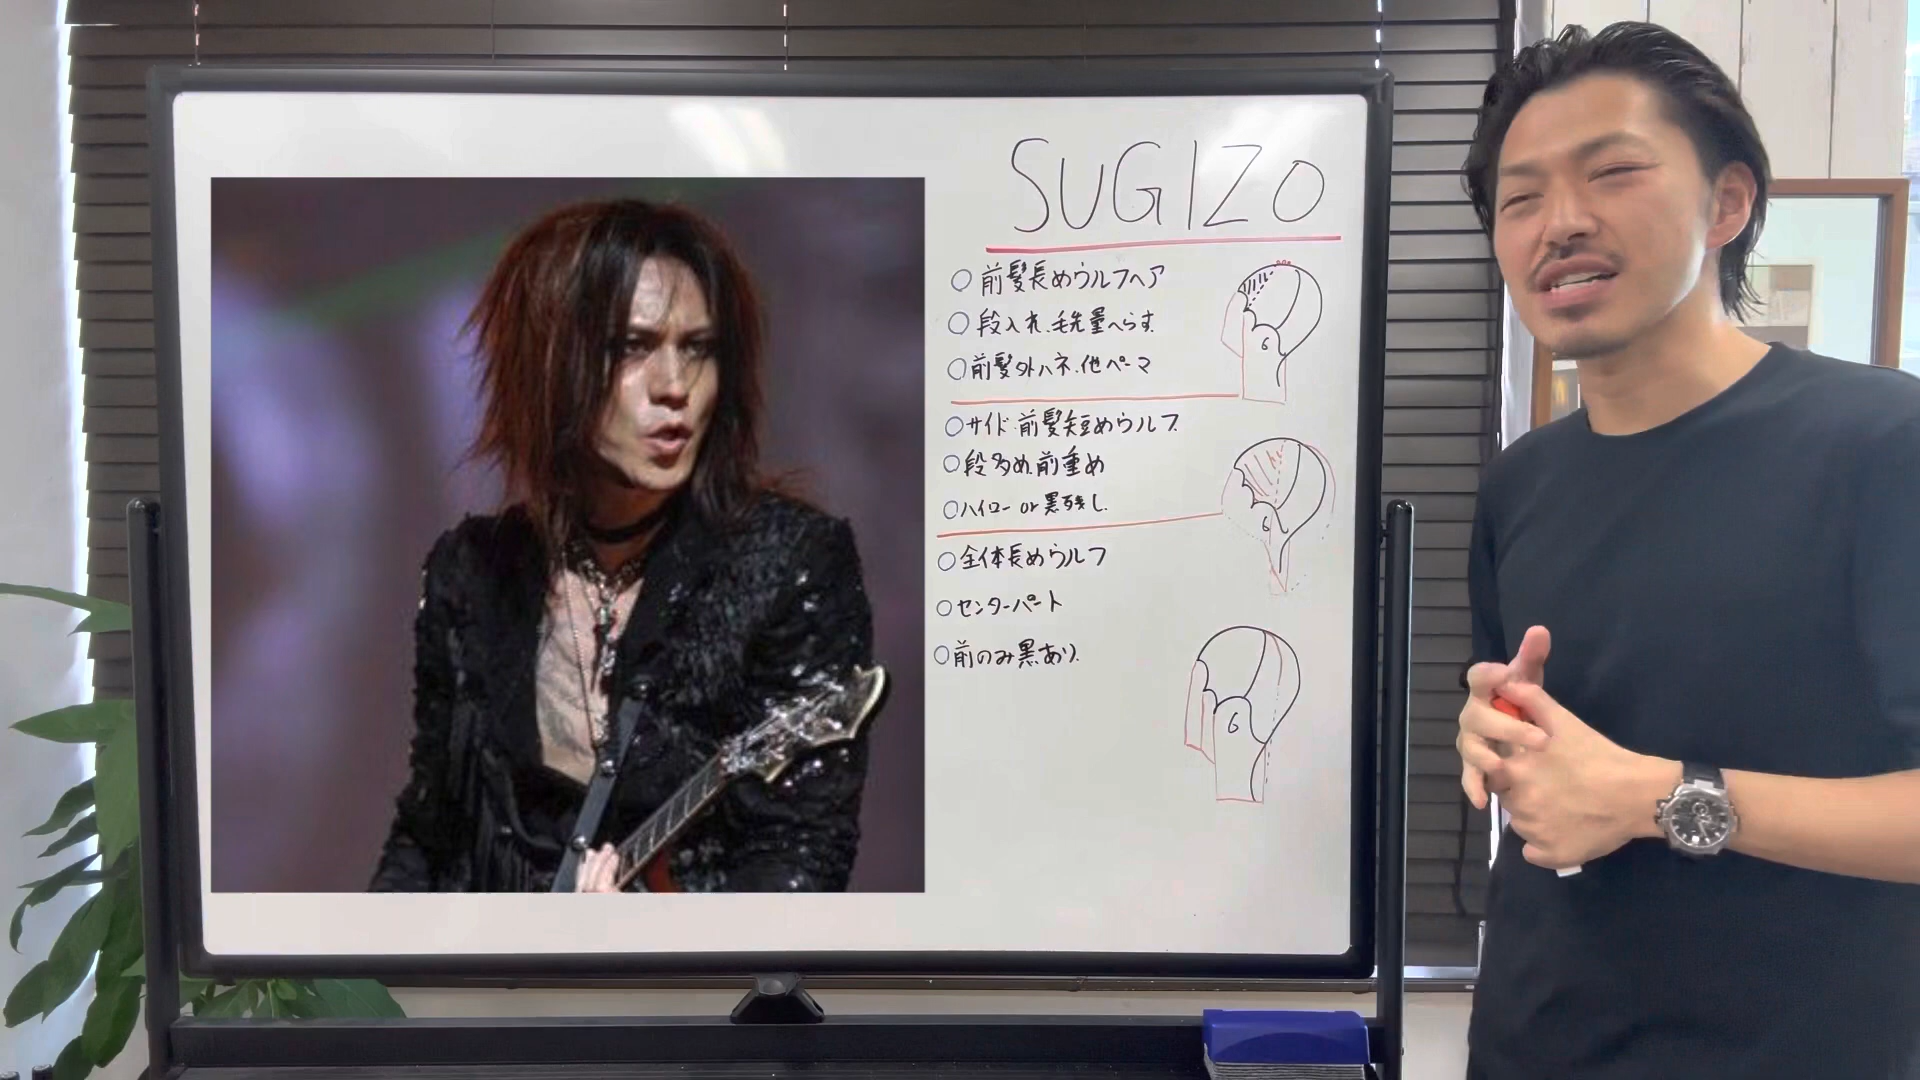 SUGIZO
○前髪長めウルフヘア
○段入れ.毛先量へらす.
○前髪外ハネ.他パーマ
○サイド.前髪短めウルフ
○段多め.前重め
○ハイロー or 黒残し.
○全体長めウルフ
○センターパート
○前のみ黒あり.
6
6
6